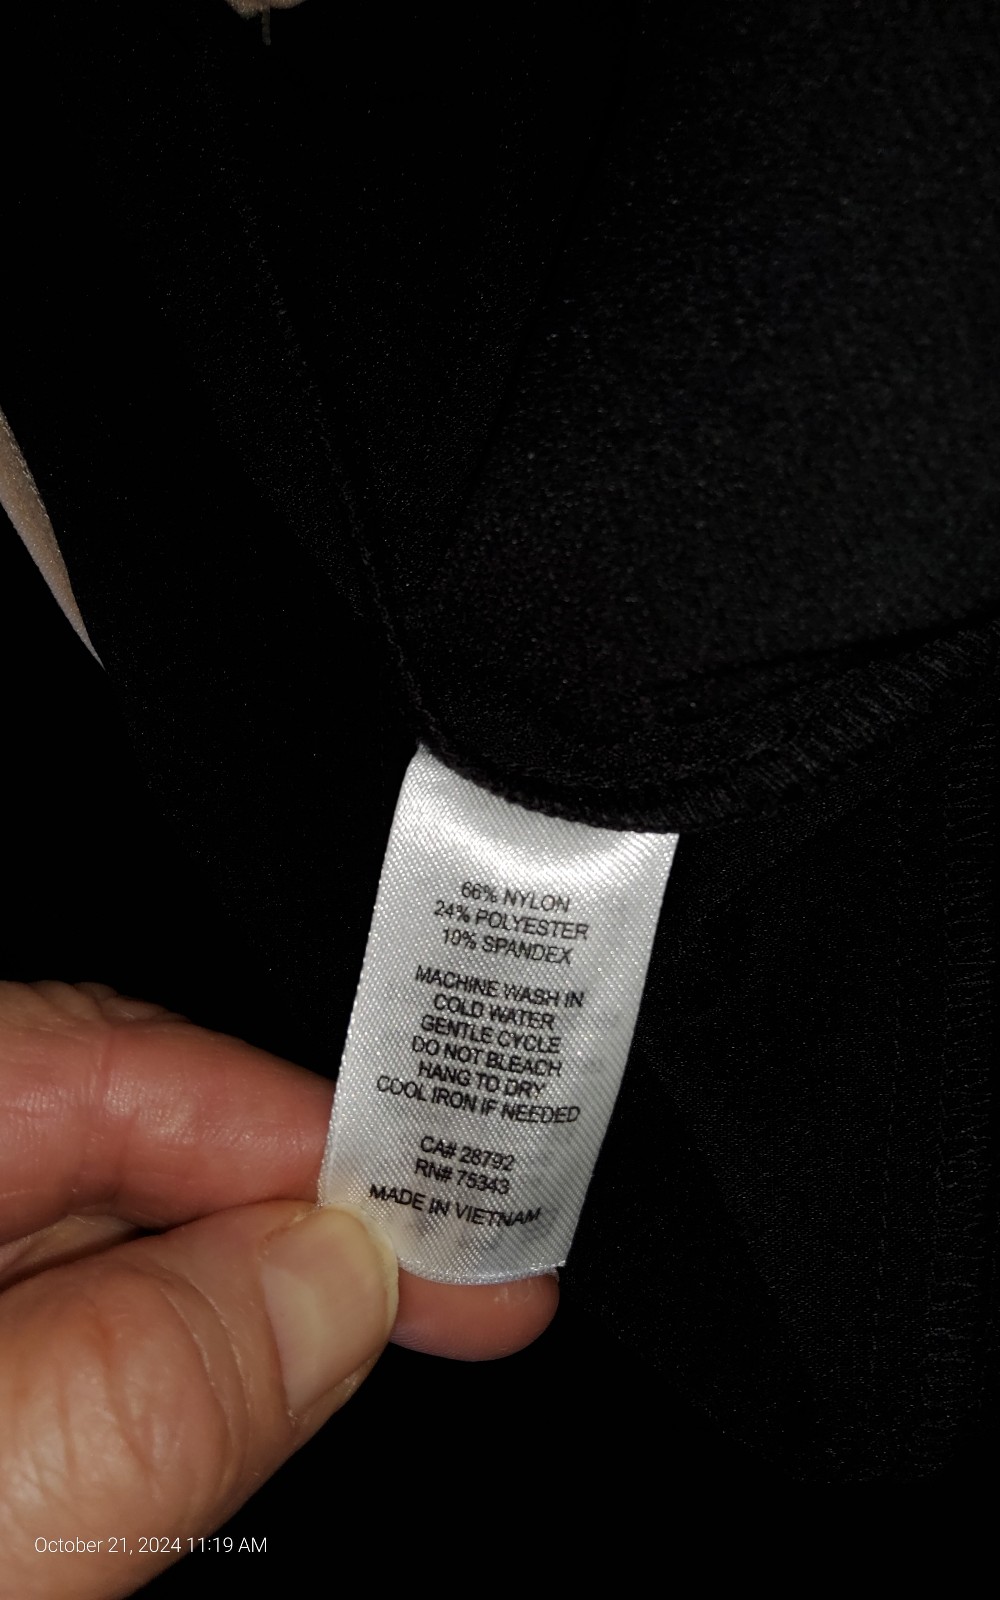 66% NYLON
24% POLYESTER
10% SPANDEX
MACHINE WASH IN
COLD WATER
GENTLE CYCLE
DO NOT BLEACH
HANG TO DRY
COOL IRON IF NEEDED
CA# 28792
RN# 75343
MADE IN VIETNAM
October 21, 2024 11:19 AM